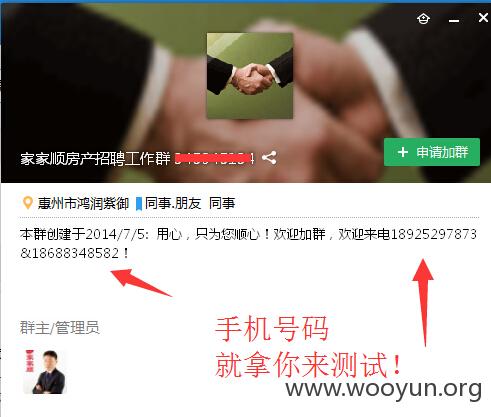 家家顺房产招聘工作群
申请加群
惠州市鸿润紫御 同事.朋友 同事
本群创建于2014/7/5：用心，只为您顺心！欢迎加群，欢迎来电18925297873
&18688348582！
群主/管理员
手机号码
就拿你来测试！
www.wooyun.org